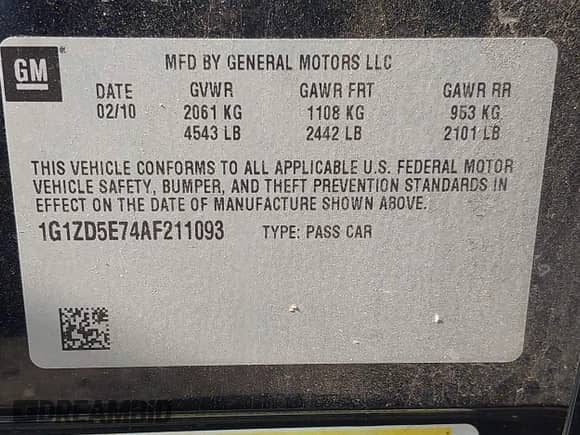 GM ®
MFD BY GENERAL MOTORS LLC
DATE GVWR GAWR FRT GAWR RR
02/10 2061 KG 1108 KG 953 KG
4543 LB 2442 LB 2101 LB
THIS VEHICLE CONFORMS TO ALL APPLICABLE U.S. FEDERAL MOTOR
VEHICLE SAFETY, BUMPER, AND THEFT PREVENTION STANDARDS IN
EFFECT ON THE DATE OF MANUFACTURE SHOWN ABOVE.
1G1ZD5E74AF211093 TYPE: PASS CAR
DREAMBID